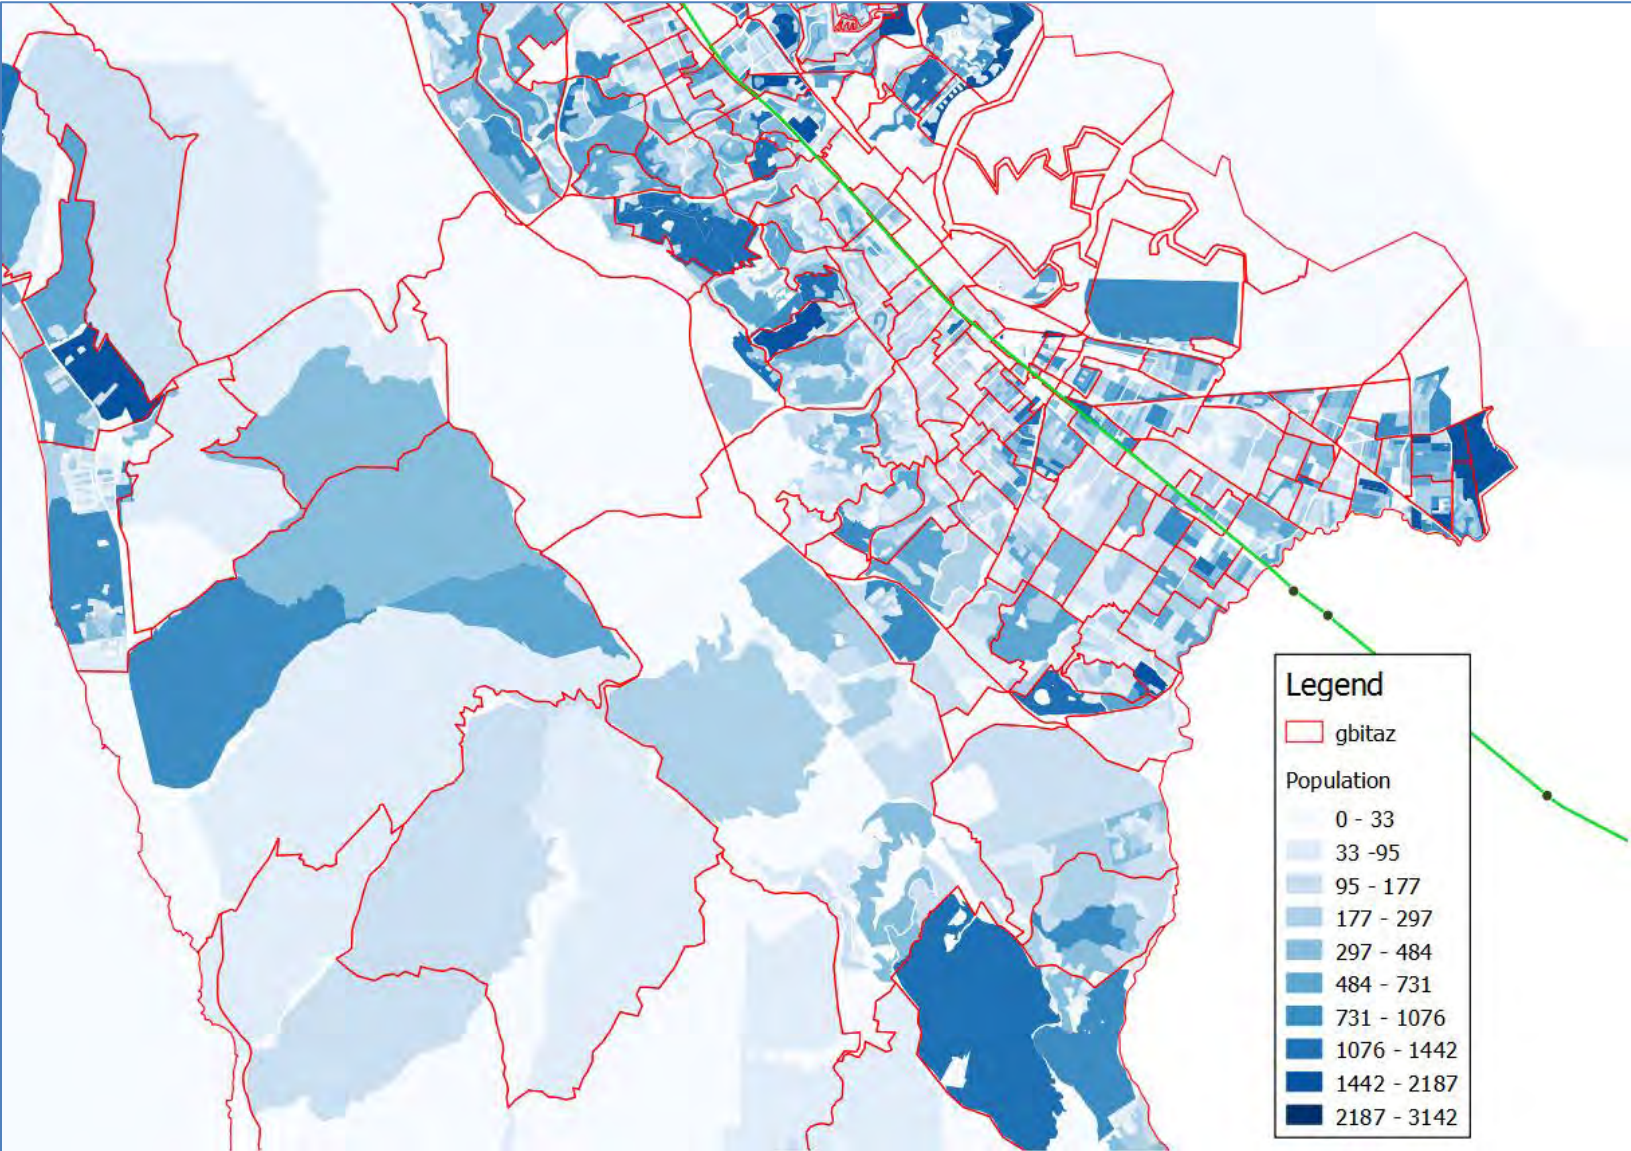 Legend
gbitaz
Population
0 - 33
33 -95
95 - 177
177 - 297
297 - 484
484 - 731
731 - 1076
1076 - 1442
1442 - 2187
2187 - 3142